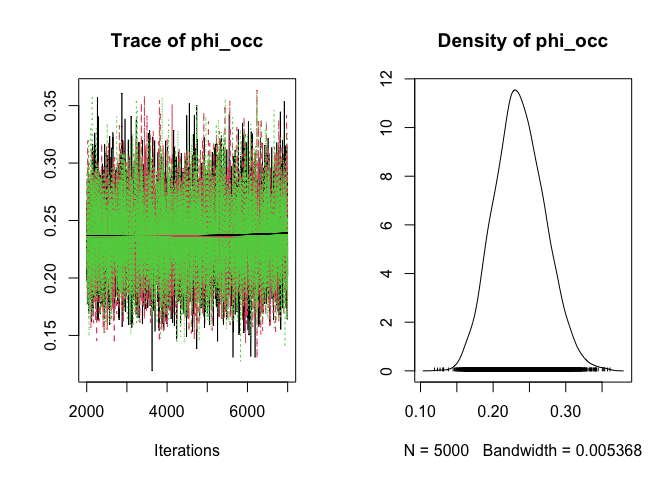 Trace of phi_occ
0.15 0.20 0.25 0.30 0.35
2000 4000 6000
Iterations
Density of phi_occ
0 2 4 6 8 10 12
0.10 0.20 0.30
N = 5000 Bandwidth = 0.005368